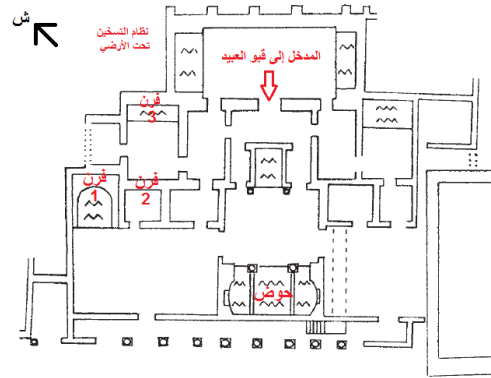 ش
نظام التسخين
تحت الأرضي
المدخل إلى قبو العبيد
فرن
3
فرن
1
فرن
2
حوض